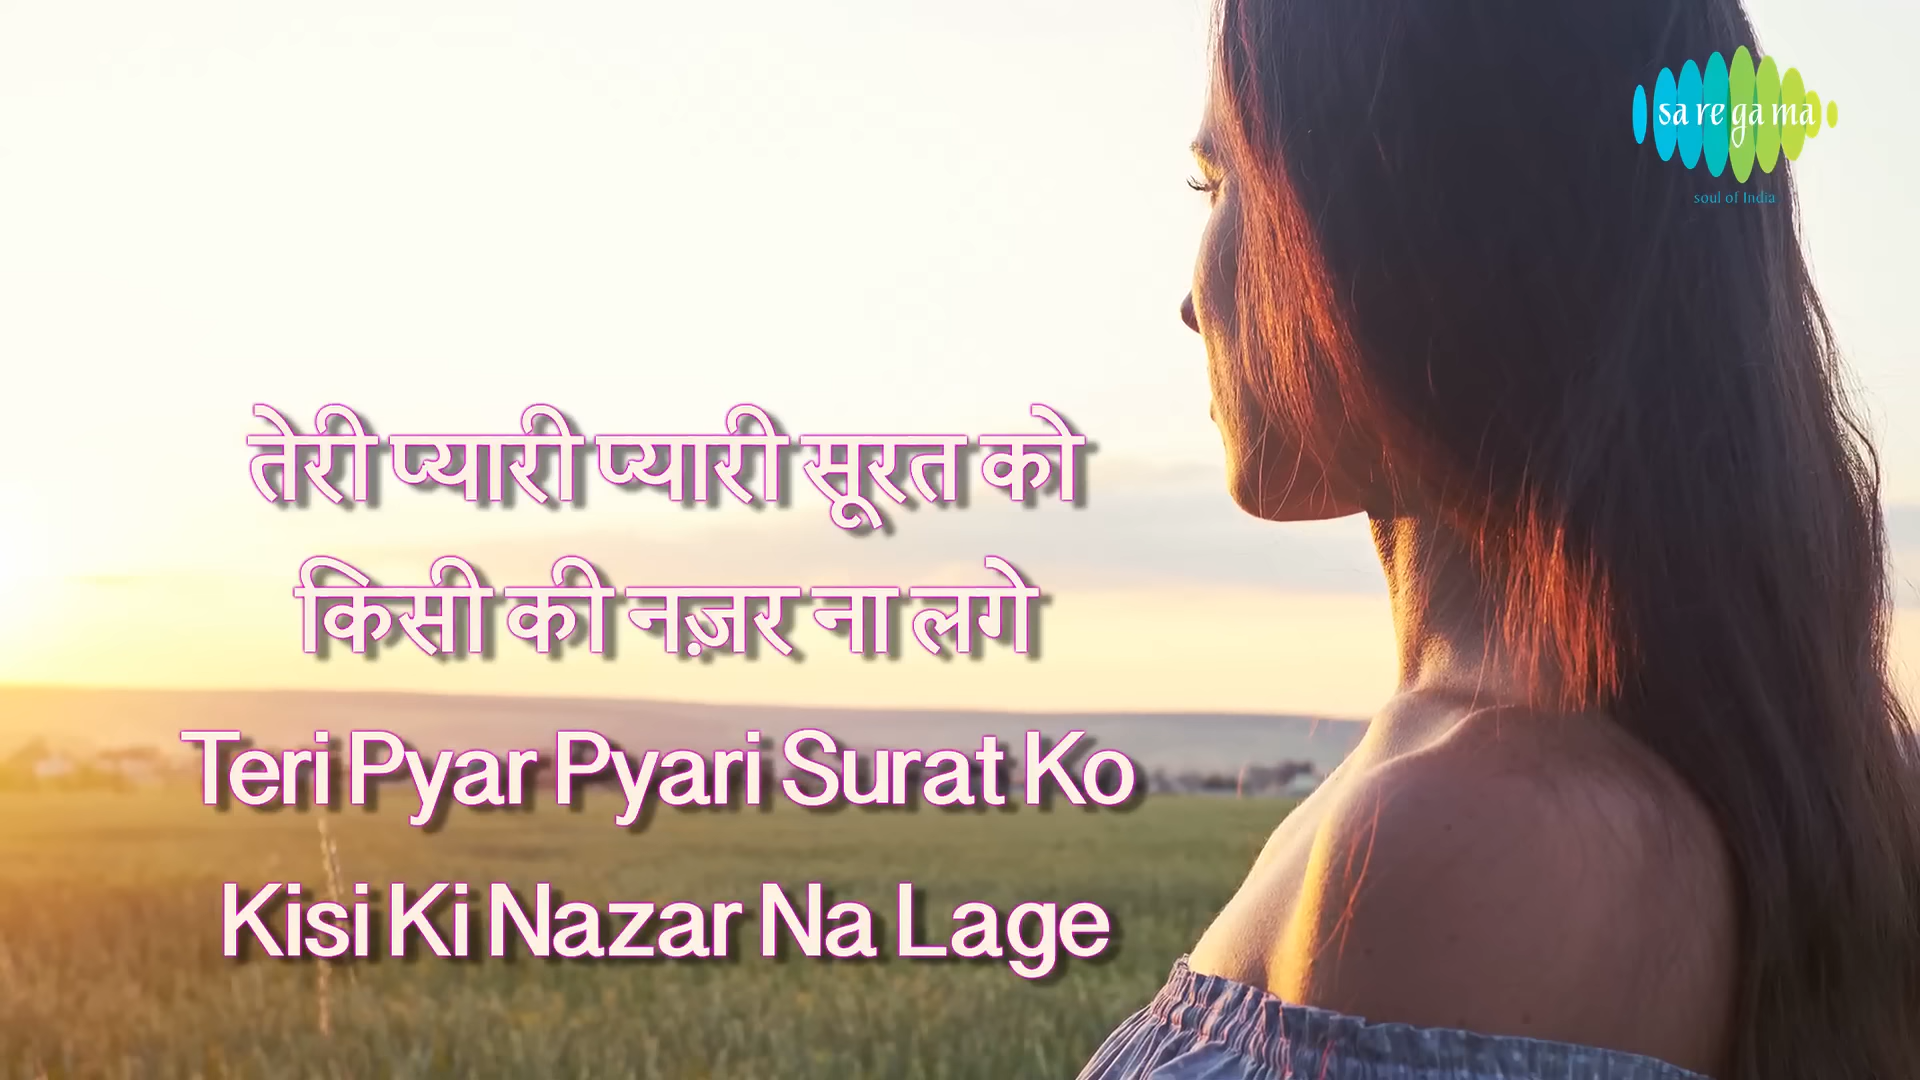 sa re ga ma
soul of India
तेरी प्यारी प्यारी सूरत को
किसी की नज़र ना लगे
Teri Pyar Pyari Surat Ko
Kisi Ki Nazar Na Lage